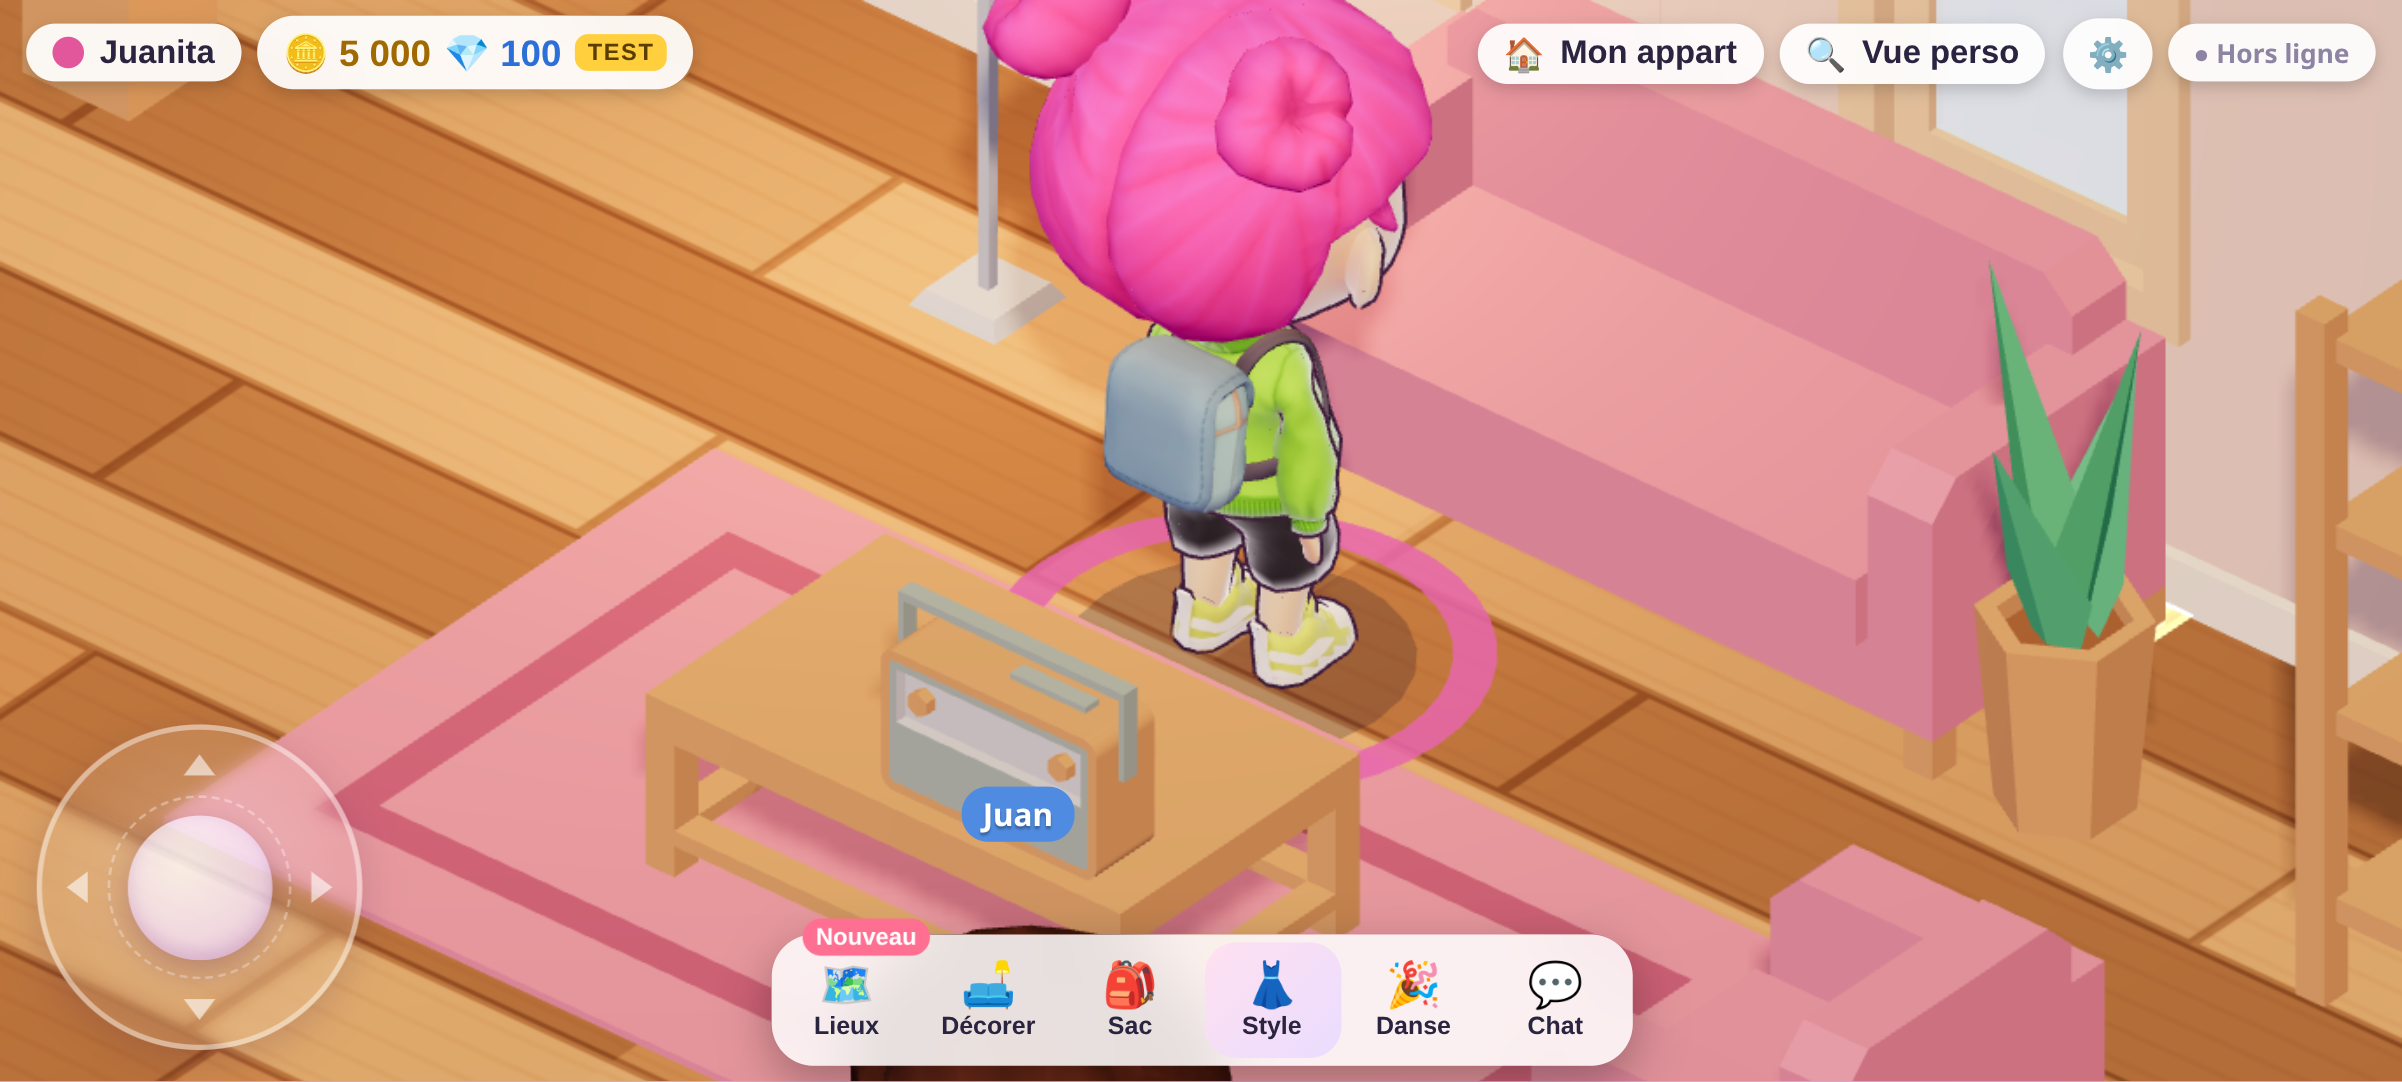 Juanita
5 000 100 TEST
Mon appart
Vue perso
Hors ligne
Juan
Nouveau
Lieux
Décorer
Sac
Style
Danse
Chat